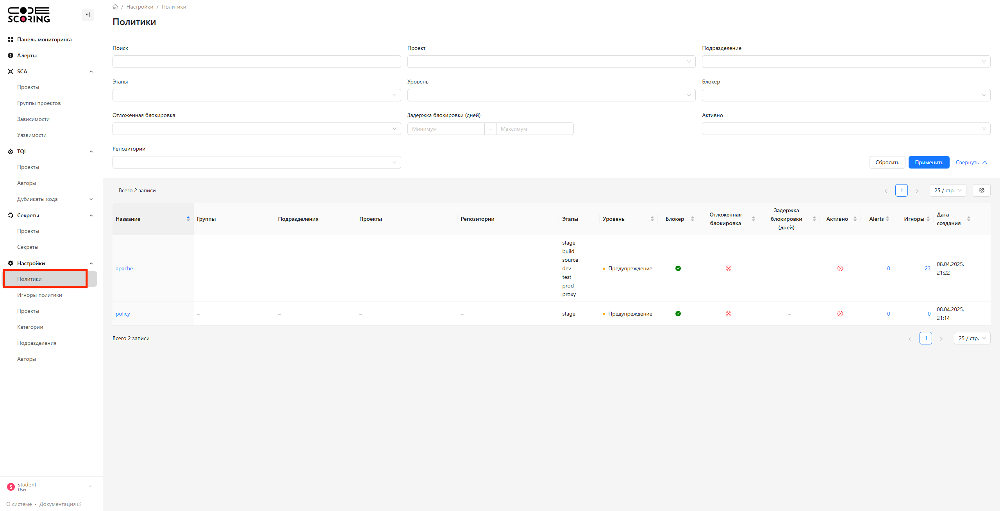 CODE
SCORING
Панель мониторинга
Алерты
SCA
Проекты
Группы проектов
Зависимости
Уязвимости
TQI
Проекты
Авторы
Дубликаты кода
Секреты
Проекты
Секреты
Настройки
Политики
Игноры политики
Проекты
Категории
Подразделения
Авторы
S student
User
...
О системе · Документация
/ Настройки / Политики
Политики
Поиск Проект Подразделение
Этапы Уровень Блокер
Отложенная блокировка Задержка блокировки (дней) Активно
Минимум ~ Максимум
Репозитории
Сбросить Применить Свернуть
Всего 2 записи < 1 > 25 / стр.
Название Группы Подразделения Проекты Репозитории Этапы Уровень Блокер Отложенная блокировка Задержка блокировки (дней) Активно Alerts Игноры Дата создания
apache – – – – stage build source dev test prod proxy Предупреждение – 0 23 08.04.2025, 21:22
policy – – – – stage Предупреждение – 0 0 08.04.2025, 21:14
Всего 2 записи < 1 > 25 / стр.